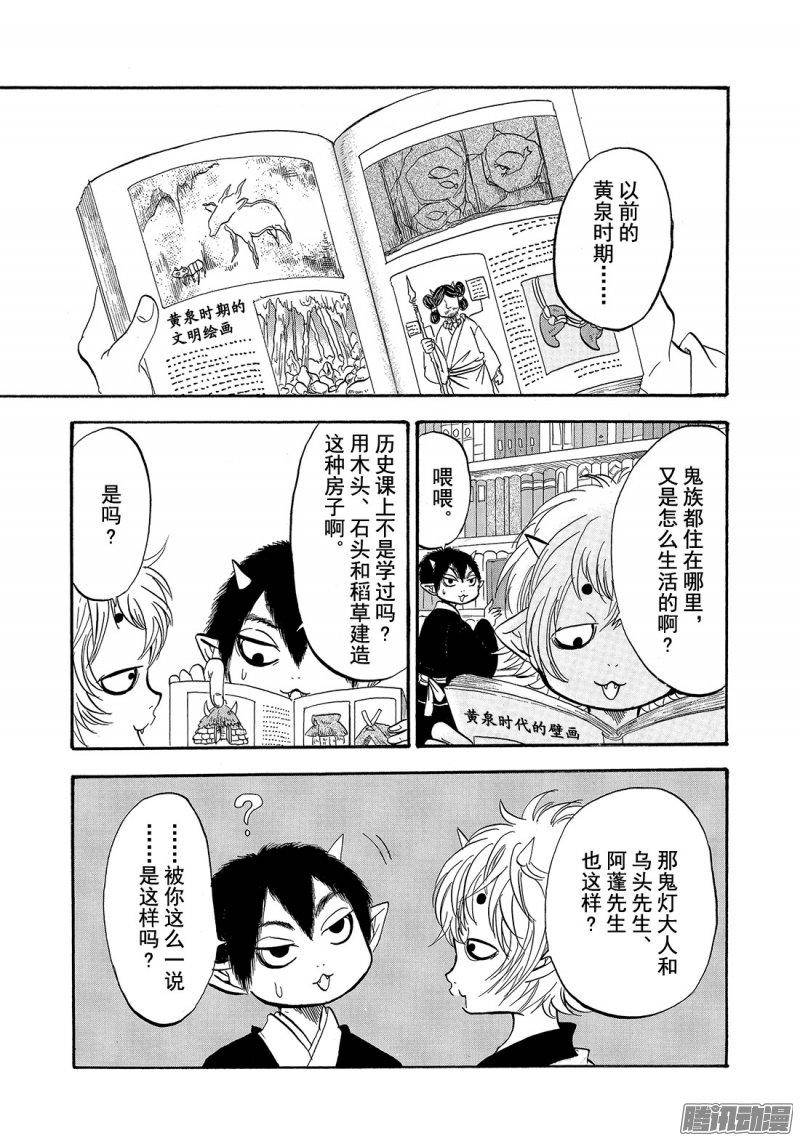 以前的
黄泉时期……
黄泉时期的
文明绘画
鬼族都住在哪里，
又是怎么生活的啊？
喂喂。
黄泉时代的壁画
历史课上不是学过吗？
用木头、石头和稻草建造
这种房子啊。
是吗？
那鬼灯大人和
乌头先生、
阿蓬先生
也这样？
？
……被你这么一说
……是这样吗？
腾讯动漫